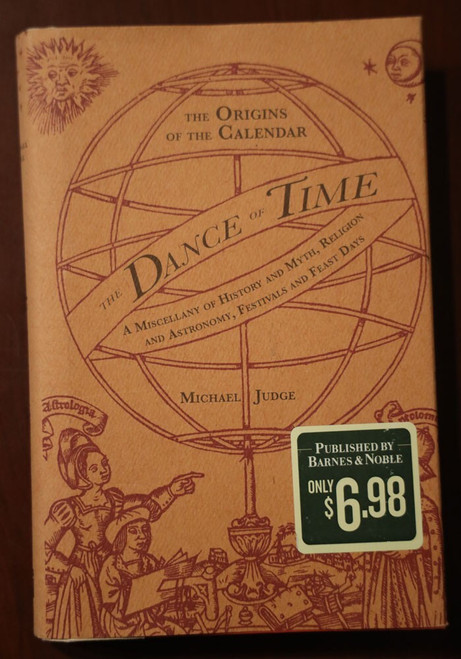 THE ORIGINS
OF THE CALENDAR
THE DANCE OF TIME
A MISCELLANY OF HISTORY AND MYTH, RELIGION
AND ASTRONOMY, FESTIVALS AND FEAST DAYS
MICHAEL JUDGE
Astrologia
PUBLISHED BY
BARNES & NOBLE
ONLY
$6.98